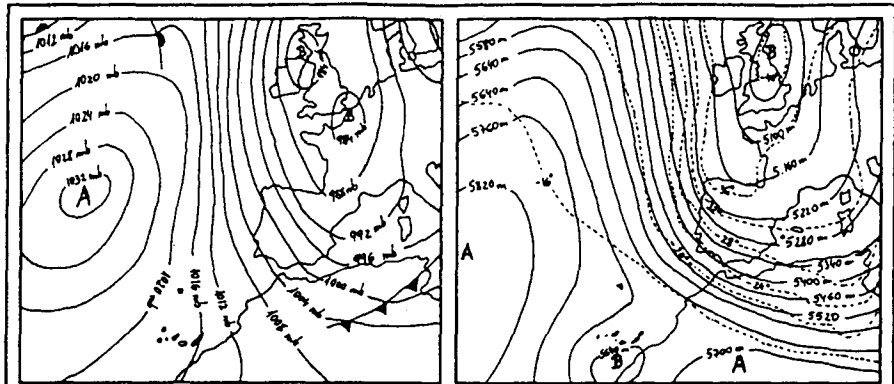 1012 mb
1016 mb
1020 mb
1024 mb
1028 mb
1032 mb
A
B
984 mb
988 mb
992 mb
996 mb
1000 mb
1004 mb
1008 mb
1012 mb
1016 mb
1020 mb
5580 m
5640 m
5640 m
5760 m
5820 m
A
-16°
B
5100 m
5160 m
5220 m
5280 m
5340 m
5400 m
5460 m
5520
5700 m
B
A